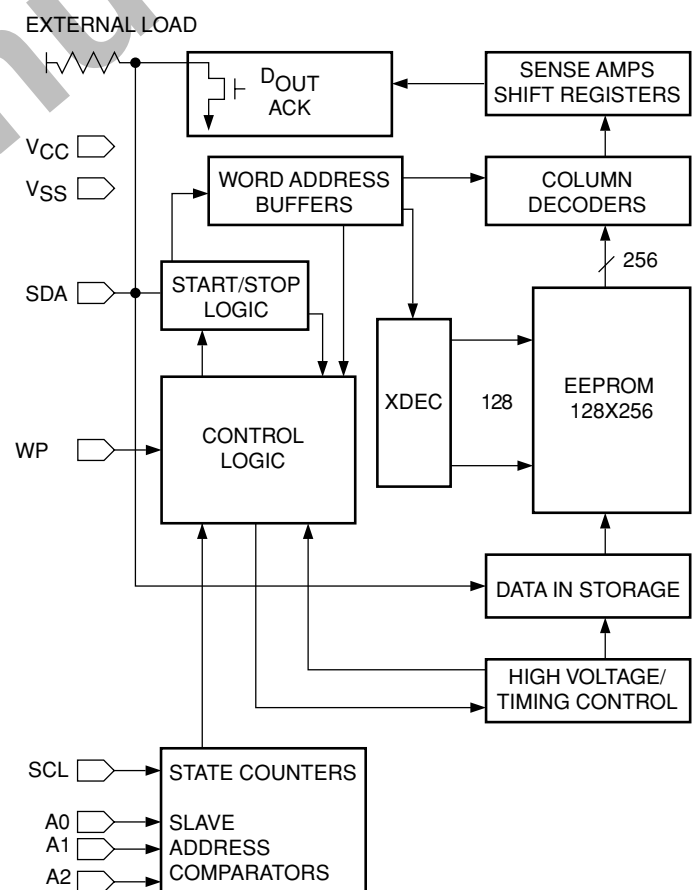 EXTERNAL LOAD
DOUT
ACK
SENSE AMPS
SHIFT REGISTERS
VCC
VSS
WORD ADDRESS
BUFFERS
COLUMN
DECODERS
256
SDA
START/STOP
LOGIC
XDEC
128
EEPROM
128X256
WP
CONTROL
LOGIC
DATA IN STORAGE
HIGH VOLTAGE/
TIMING CONTROL
SCL
STATE COUNTERS
A0
SLAVE
A1
ADDRESS
A2
COMPARATORS